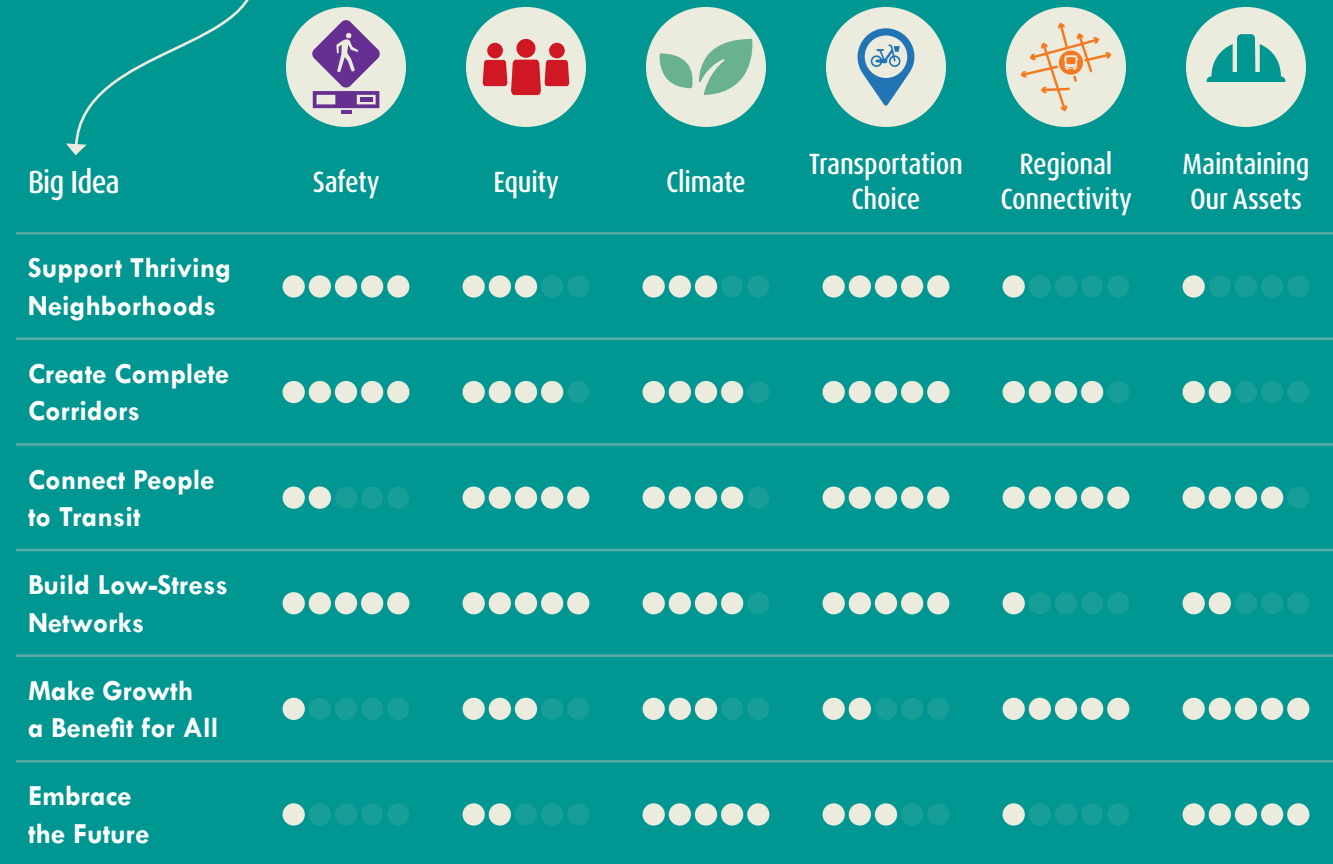 Big Idea
Safety
Equity
Climate
Transportation
Choice
Regional
Connectivity
Maintaining
Our Assets
Support Thriving
Neighborhoods
Create Complete
Corridors
Connect People
to Transit
Build Low-Stress
Networks
Make Growth
a Benefit for All
Embrace
the Future